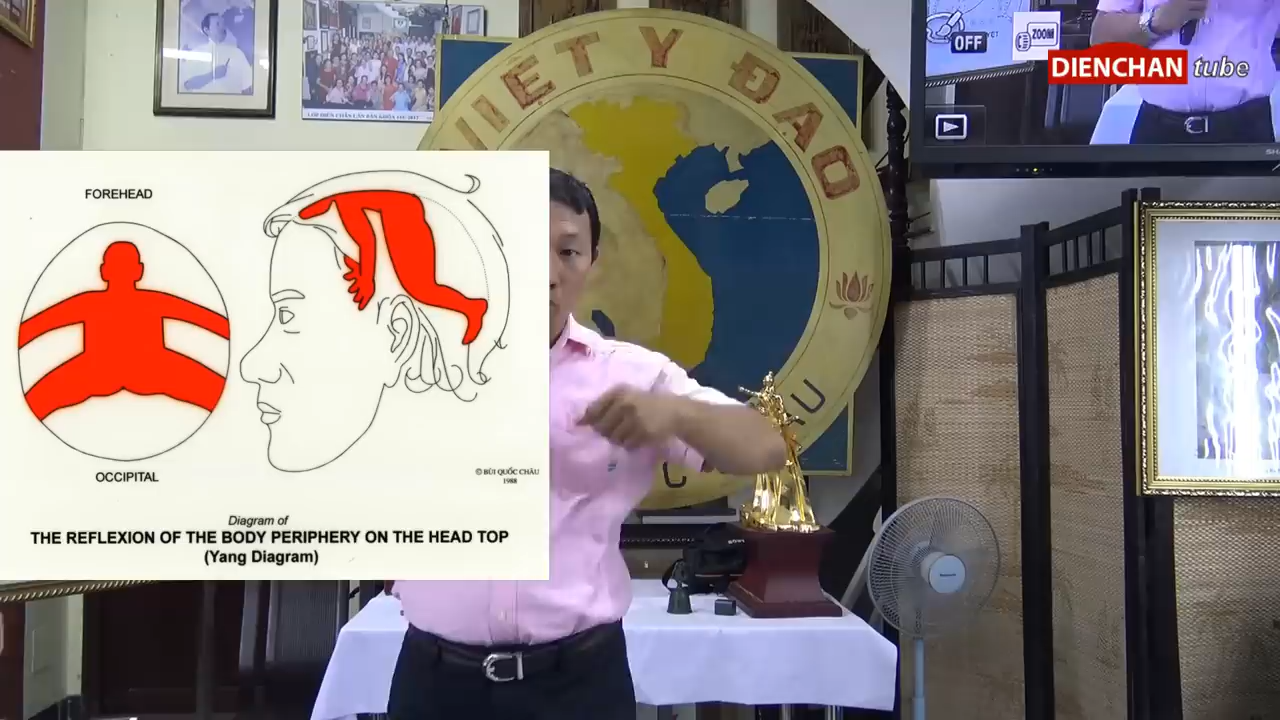 VIỆT Y ĐẠO
OFF
ZOOM
DIENCHAN tube
FOREHEAD
OCCIPITAL
© BÙI QUỐC CHÂU
1988
Diagram of
THE REFLEXION OF THE BODY PERIPHERY ON THE HEAD TOP
(Yang Diagram)